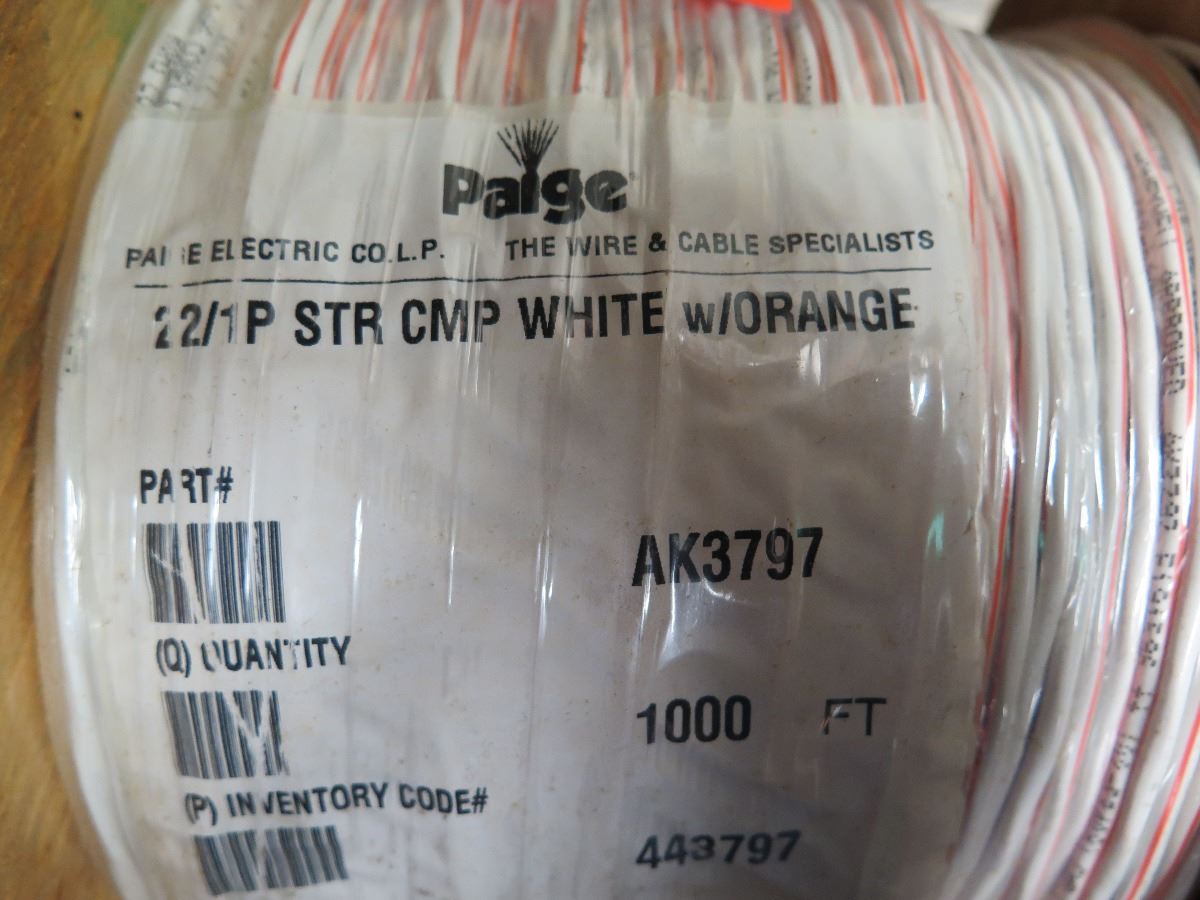 Paige
PAIGE ELECTRIC CO.L.P. THE WIRE & CABLE SPECIALISTS
22/1P STR CMP WHITE w/ORANGE
PART#
AK3797
(Q) QUANTITY
1000 FT
(P) INVENTORY CODE#
443797
APPROVED